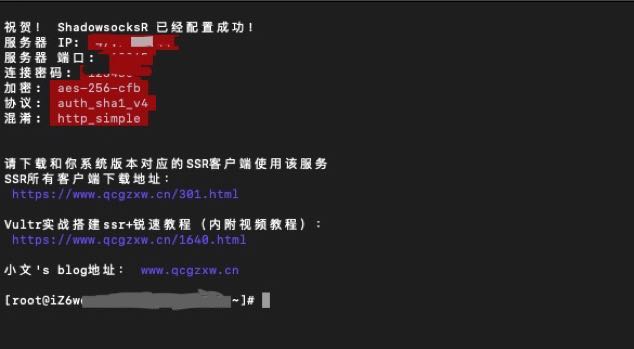 祝贺! ShadowsocksR 已经配置成功!
服务器 IP:
服务器 端口:
连接密码:
加密: aes-256-cfb
协议: auth_sha1_v4
混淆: http_simple
请下载和你系统版本对应的SSR客户端使用该服务
SSR所有客户端下载地址:
https://www.qcgzxw.cn/301.html
Vultr实战搭建ssr+锐速教程(内附视频教程):
https://www.qcgzxw.cn/1640.html
小文's blog地址: www.qcgzxw.cn
[root@iZ6w ~]#